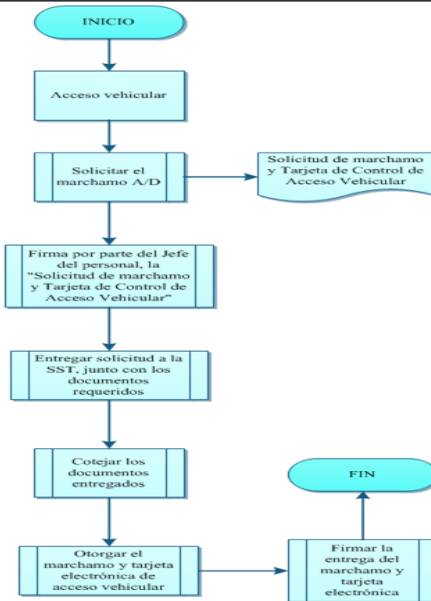 INICIO
Acceso vehicular
Solicitar el
marchamo A/D
Solicitud de marchamo
y Tarjeta de Control de
Acceso Vehicular
Firma por parte del Jefe
del personal, la
"Solicitud de marchamo
y Tarjeta de Control de
Acceso Vehicular"
Entregar solicitud a la
SST, junto con los
documentos
requeridos
Cotejar los
documentos
entregados
Otorgar el
marchamo y tarjeta
electrónica de
acceso vehicular
Firmar la
entrega del
marchamo y
tarjeta
electrónica
FIN